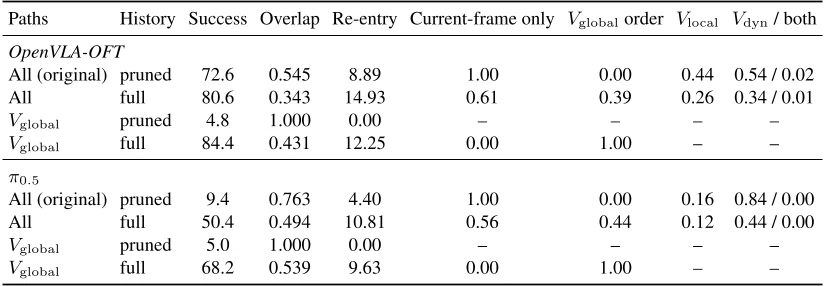 Paths History Success Overlap Re-entry Current-frame only V_global order V_local V_dyn / both
OpenVLA-OFT
All (original) pruned 72.6 0.545 8.89 1.00 0.00 0.44 0.54 / 0.02
All full 80.6 0.343 14.93 0.61 0.39 0.26 0.34 / 0.01
V_global pruned 4.8 1.000 0.00 – – – –
V_global full 84.4 0.431 12.25 0.00 1.00 – –
π_0.5
All (original) pruned 9.4 0.763 4.40 1.00 0.00 0.16 0.84 / 0.00
All full 50.4 0.494 10.81 0.56 0.44 0.12 0.44 / 0.00
V_global pruned 5.0 1.000 0.00 – – – –
V_global full 68.2 0.539 9.63 0.00 1.00 – –